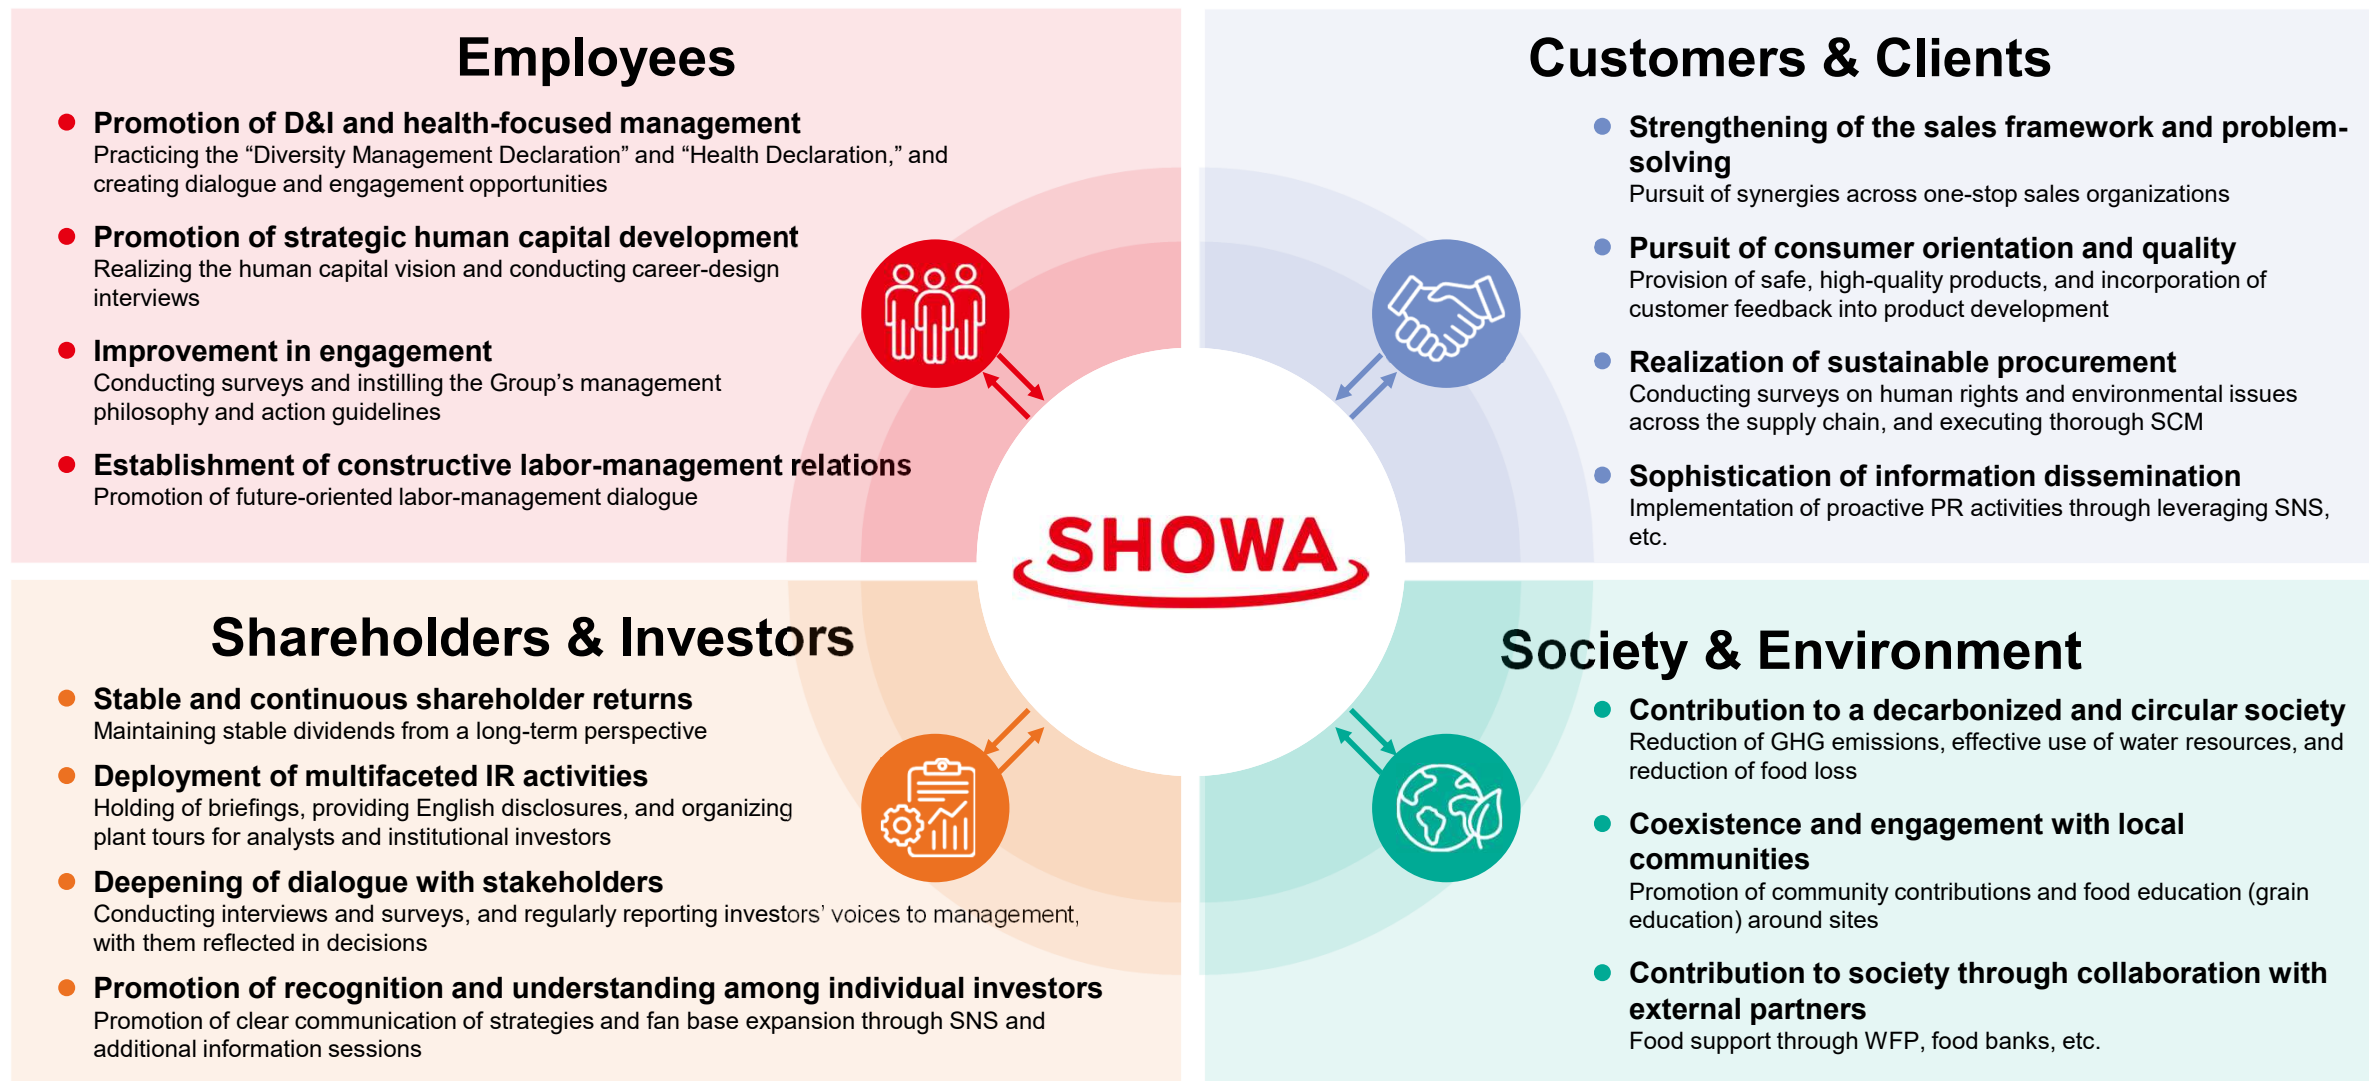 Employees
Promotion of D&I and health-focused management
Practicing the “Diversity Management Declaration” and “Health Declaration,” and
creating dialogue and engagement opportunities
Promotion of strategic human capital development
Realizing the human capital vision and conducting career-design
interviews
Improvement in engagement
Conducting surveys and instilling the Group’s management
philosophy and action guidelines
Establishment of constructive labor-management relations
Promotion of future-oriented labor-management dialogue
Customers & Clients
Strengthening of the sales framework and problem-
solving
Pursuit of synergies across one-stop sales organizations
Pursuit of consumer orientation and quality
Provision of safe, high-quality products, and incorporation of
customer feedback into product development
Realization of sustainable procurement
Conducting surveys on human rights and environmental issues
across the supply chain, and executing thorough SCM
Sophistication of information dissemination
Implementation of proactive PR activities through leveraging SNS,
etc.
SHOWA
Shareholders & Investors
Stable and continuous shareholder returns
Maintaining stable dividends from a long-term perspective
Deployment of multifaceted IR activities
Holding of briefings, providing English disclosures, and organizing
plant tours for analysts and institutional investors
Deepening of dialogue with stakeholders
Conducting interviews and surveys, and regularly reporting investors’ voices to management,
with them reflected in decisions
Promotion of recognition and understanding among individual investors
Promotion of clear communication of strategies and fan base expansion through SNS and
additional information sessions
Society & Environment
Contribution to a decarbonized and circular society
Reduction of GHG emissions, effective use of water resources, and
reduction of food loss
Coexistence and engagement with local
communities
Promotion of community contributions and food education (grain
education) around sites
Contribution to society through collaboration with
external partners
Food support through WFP, food banks, etc.